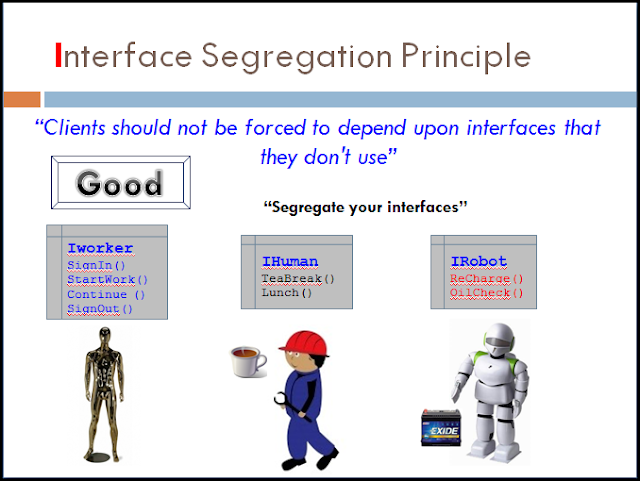 Interface Segregation Principle
“Clients should not be forced to depend upon interfaces that
they don't use”
Good
“Segregate your interfaces”
Iworker
SignIn()
StartWork()
Continue ()
SignOut()
IHuman
TeaBreak()
Lunch()
IRobot
ReCharge()
OilCheck()
EXIDE